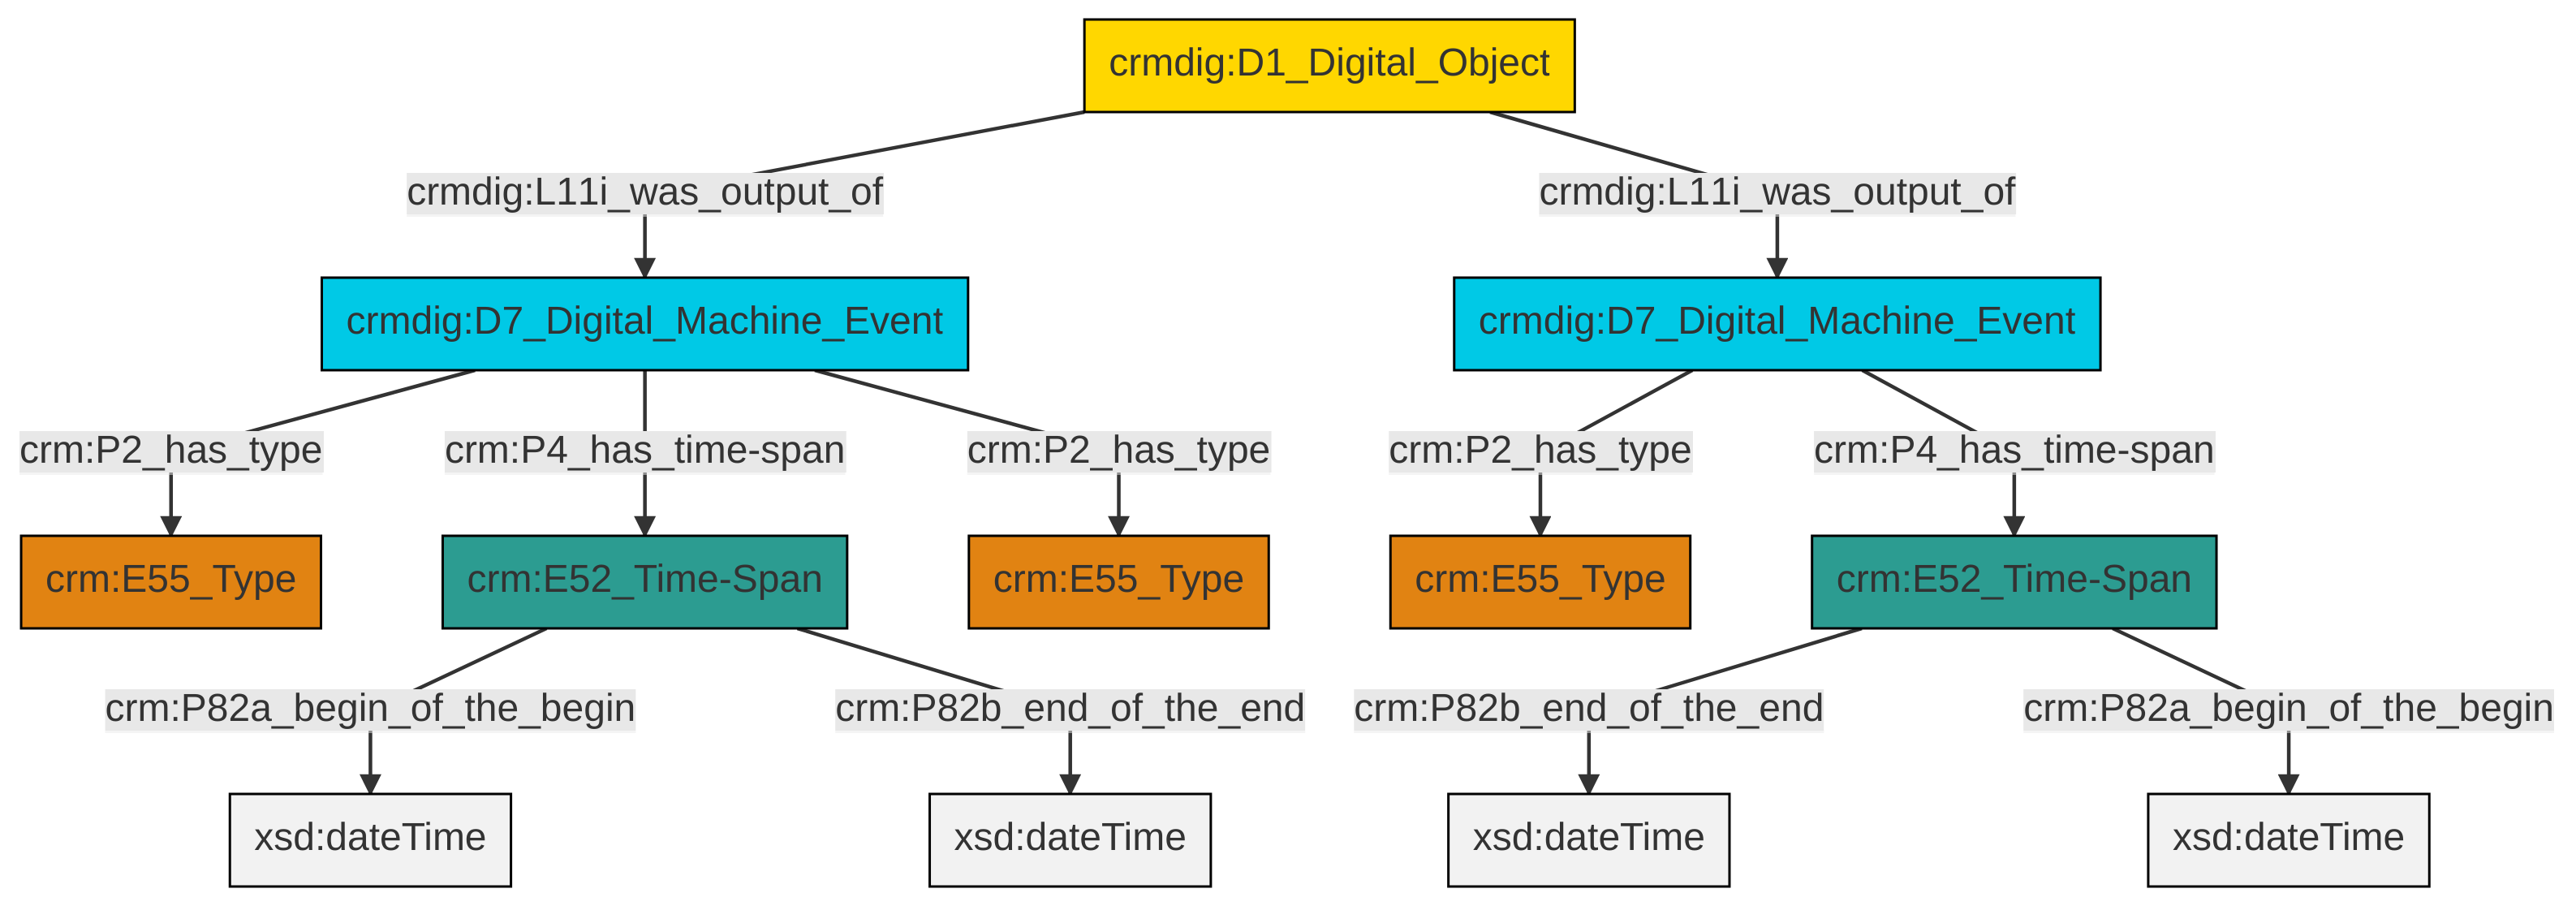 crmdig:D1_Digital_Object
crmdig:L11i_was_output_of
crmdig:L11i_was_output_of
crmdig:D7_Digital_Machine_Event
crmdig:D7_Digital_Machine_Event
crm:P2_has_type
crm:P4_has_time-span
crm:P2_has_type
crm:P2_has_type
crm:P4_has_time-span
crm:E55_Type
crm:E52_Time-Span
crm:E55_Type
crm:E55_Type
crm:E52_Time-Span
crm:P82a_begin_of_the_begin
crm:P82b_end_of_the_end
crm:P82b_end_of_the_end
crm:P82a_begin_of_the_begin
xsd:dateTime
xsd:dateTime
xsd:dateTime
xsd:dateTime